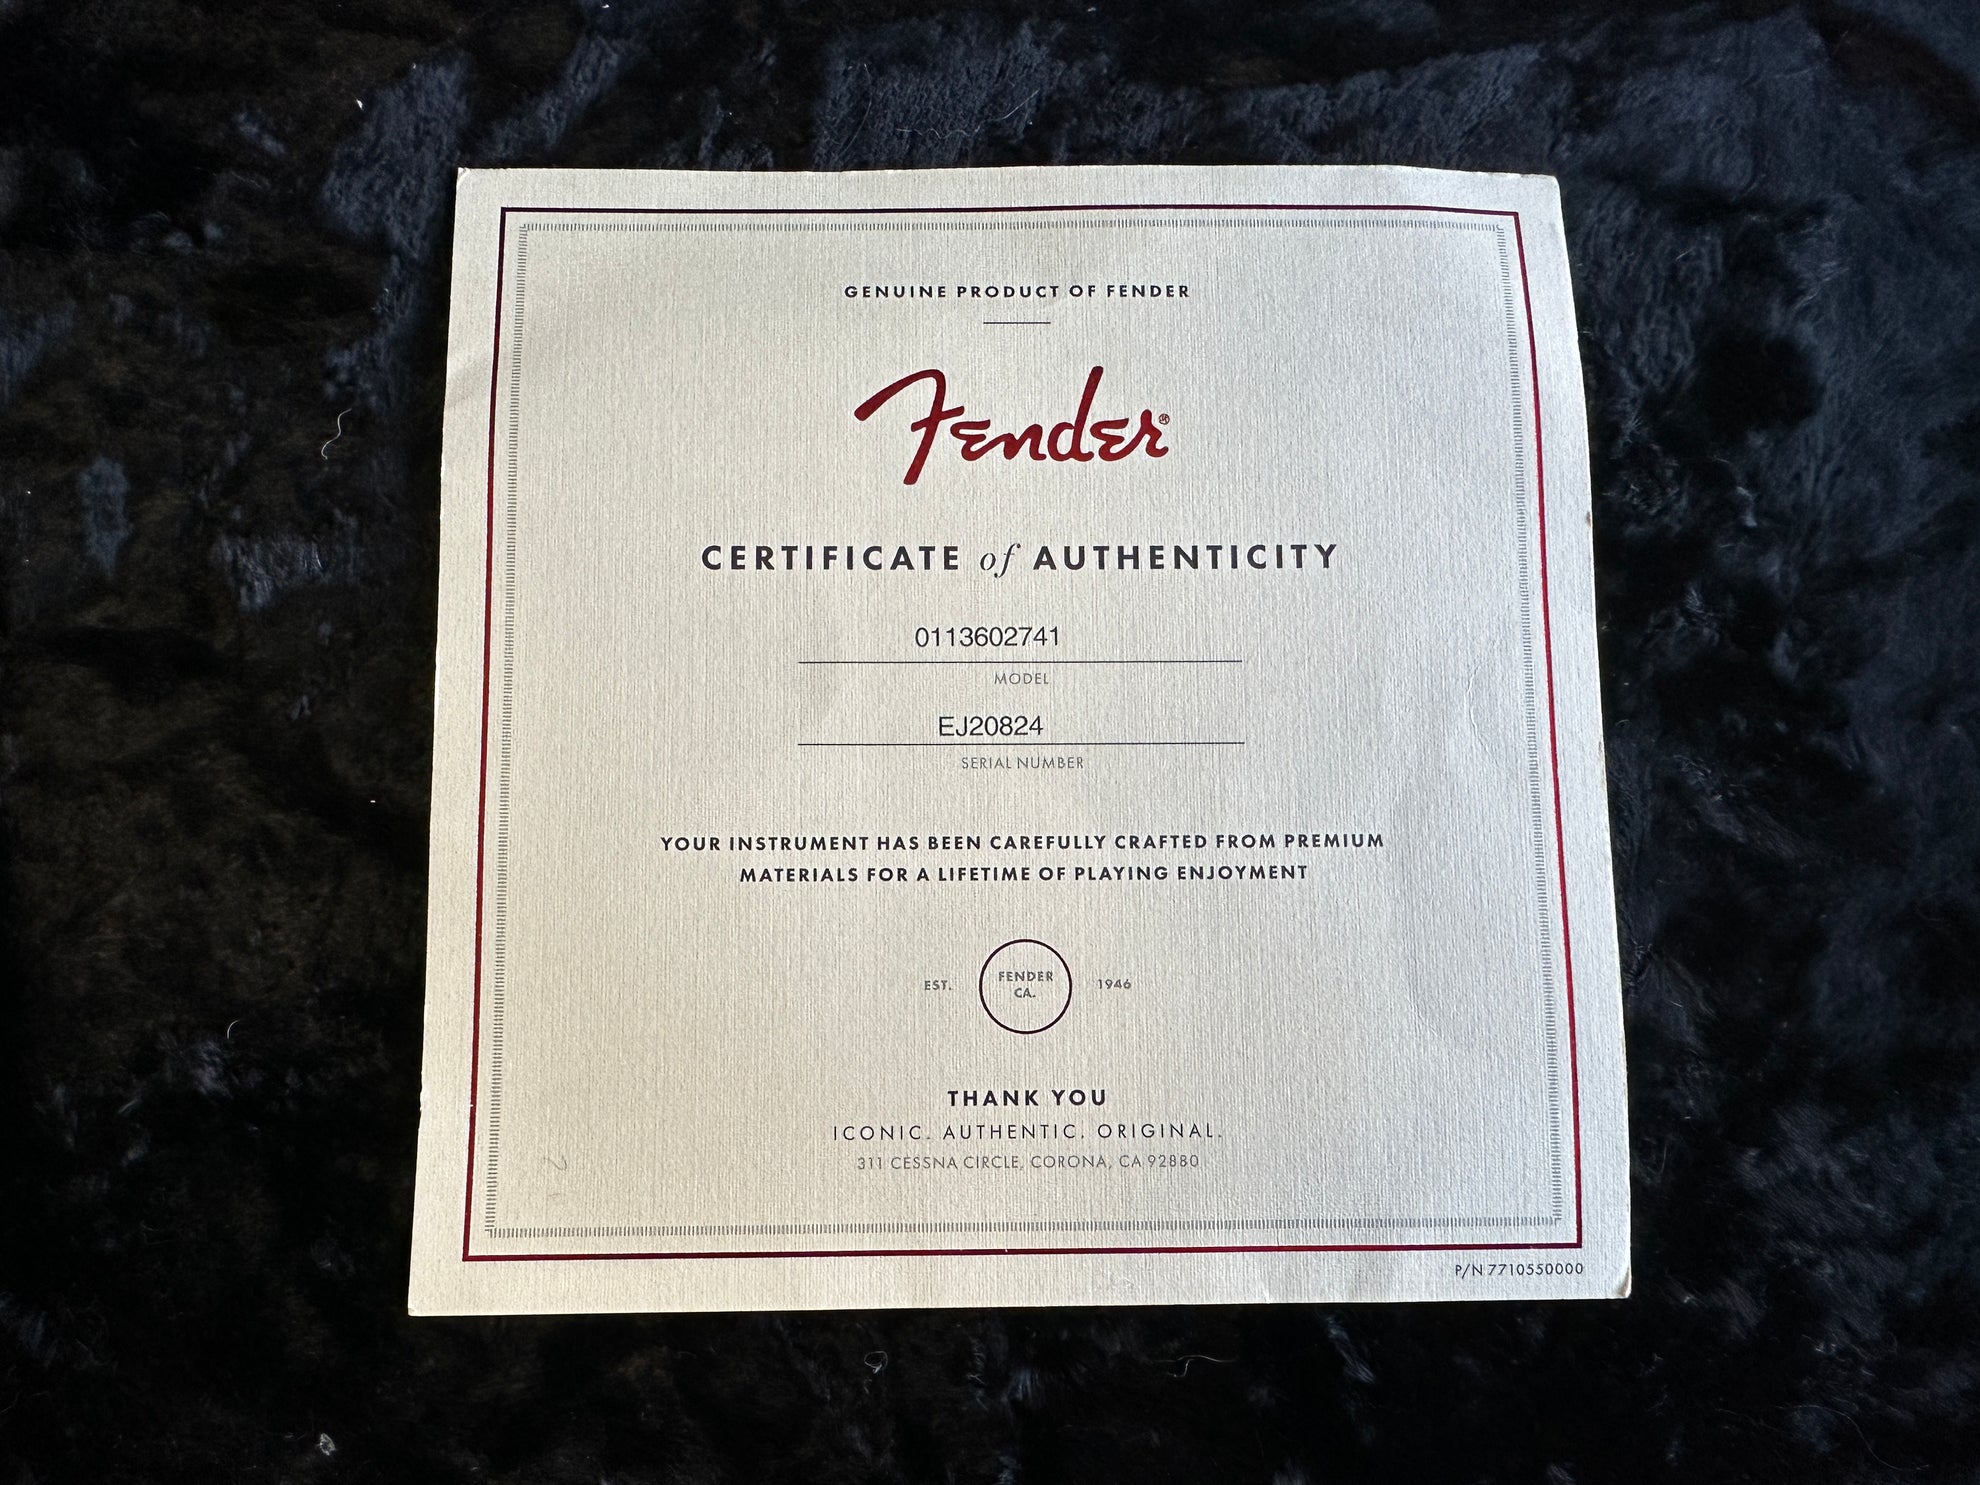 GENUINE PRODUCT OF FENDER
Fender®
CERTIFICATE of AUTHENTICITY
0113602741
MODEL
EJ20824
SERIAL NUMBER
YOUR INSTRUMENT HAS BEEN CAREFULLY CRAFTED FROM PREMIUM
MATERIALS FOR A LIFETIME OF PLAYING ENJOYMENT
EST. FENDER CA. 1946
THANK YOU
ICONIC. AUTHENTIC. ORIGINAL.
311 CESSNA CIRCLE, CORONA, CA 92880
P/N 7710550000